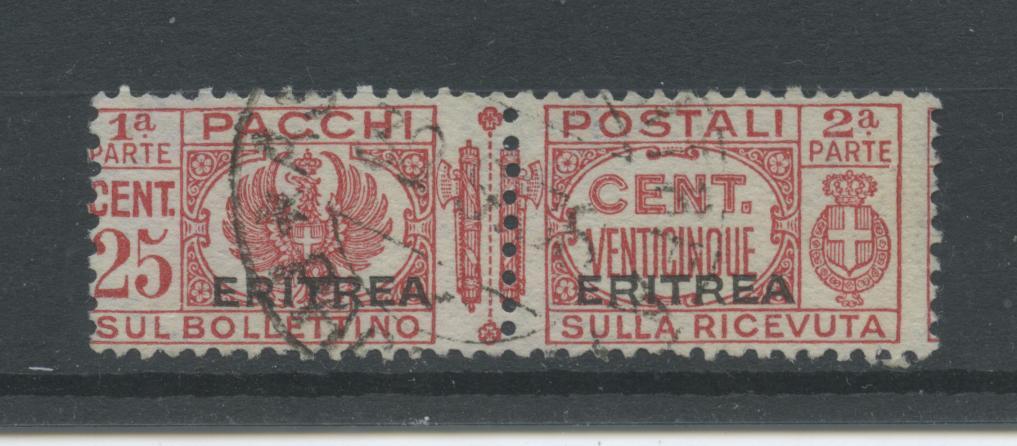 1ª PARTE
PACCHI
CENT. 25
ERITREA
SUL BOLLETTINO
POSTALI
2ª PARTE
CENT.
VENTICINQUE
ERITREA
SULLA RICEVUTA